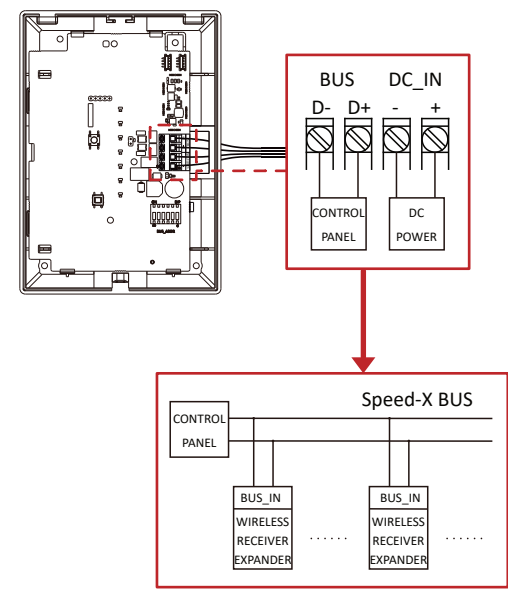 BUS DC_IN
D- D+ - +
CONTROL
PANEL
DC
POWER
Speed-X BUS
CONTROL
PANEL
BUS_IN
WIRELESS
RECEIVER
EXPANDER
......
BUS_IN
WIRELESS
RECEIVER
EXPANDER
......